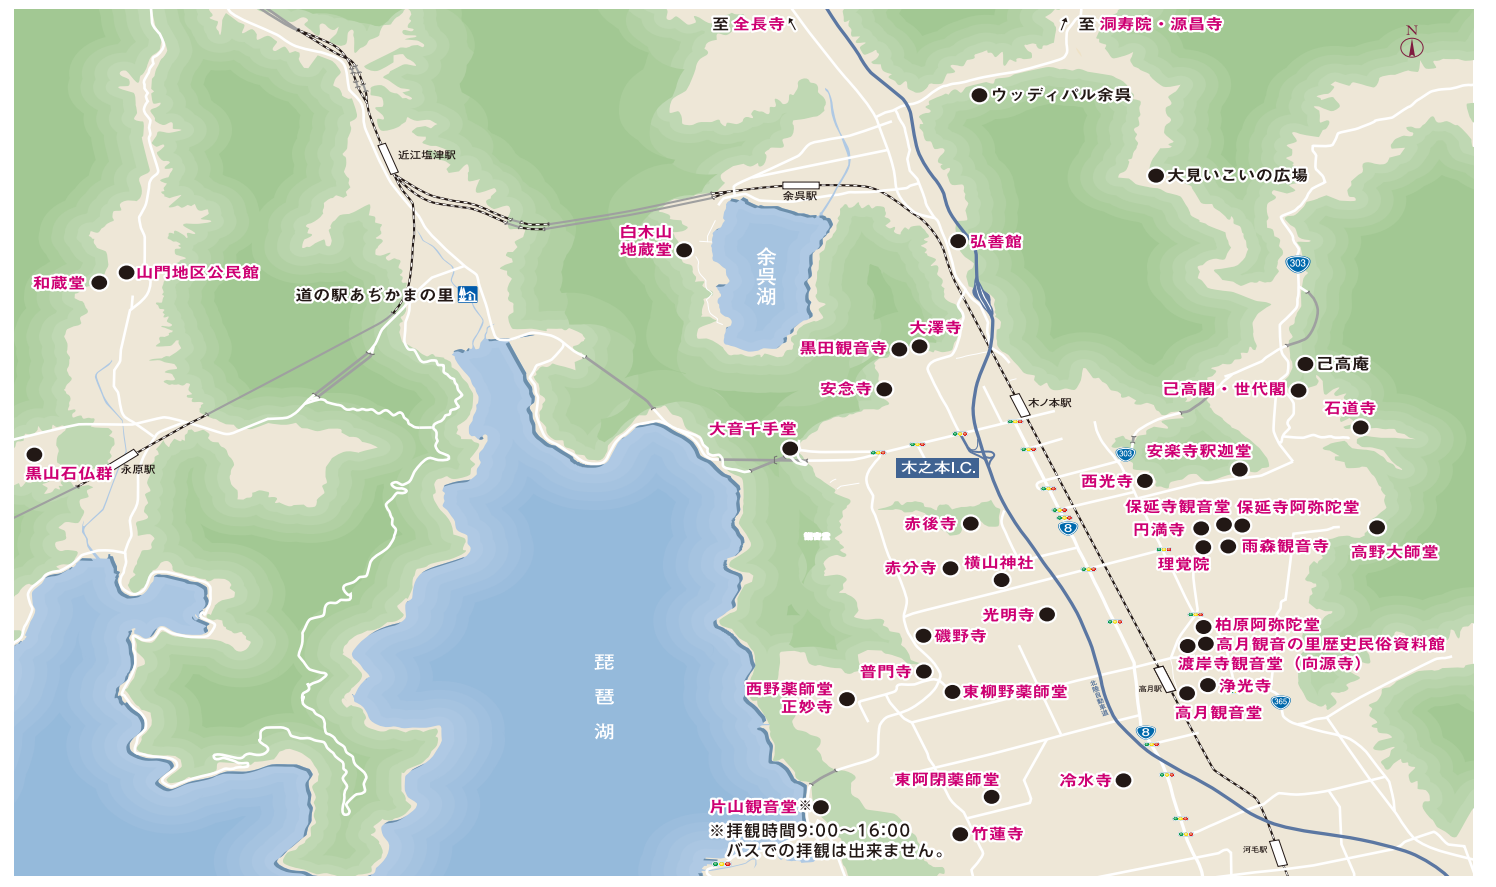 至 全長寺
至 洞寿院・源昌寺
N
ウッディパル余呉
近江塩津駅
大見いこいの広場
余呉駅
白木山
地蔵堂
弘善館
余呉湖
303
山門地区公民館
和蔵堂
道の駅あぢかまの里
大澤寺
黒田観音寺
己高庵
安念寺
己高閣・世代閣
木ノ本駅
石道寺
大音千手堂
安楽寺釈迦堂
303
木之本I.C.
黒山石仏群
永原駅
西光寺
保延寺観音堂
保延寺阿弥陀堂
赤後寺
円満寺
8
観音堂
雨森観音寺
高野大師堂
赤分寺
横山神社
理覚院
光明寺
磯野寺
柏原阿弥陀堂
高月観音の里歴史民俗資料館
渡岸寺観音堂（向源寺）
琵琶湖
普門寺
西野薬師堂
正妙寺
東柳野薬師堂
北陸自動車道
高月駅
浄光寺
高月観音堂
365
8
東阿閉薬師堂
冷水寺
片山観音堂※
※拝観時間9:00〜16:00
バスでの拝観は出来ません。
竹蓮寺
河毛駅